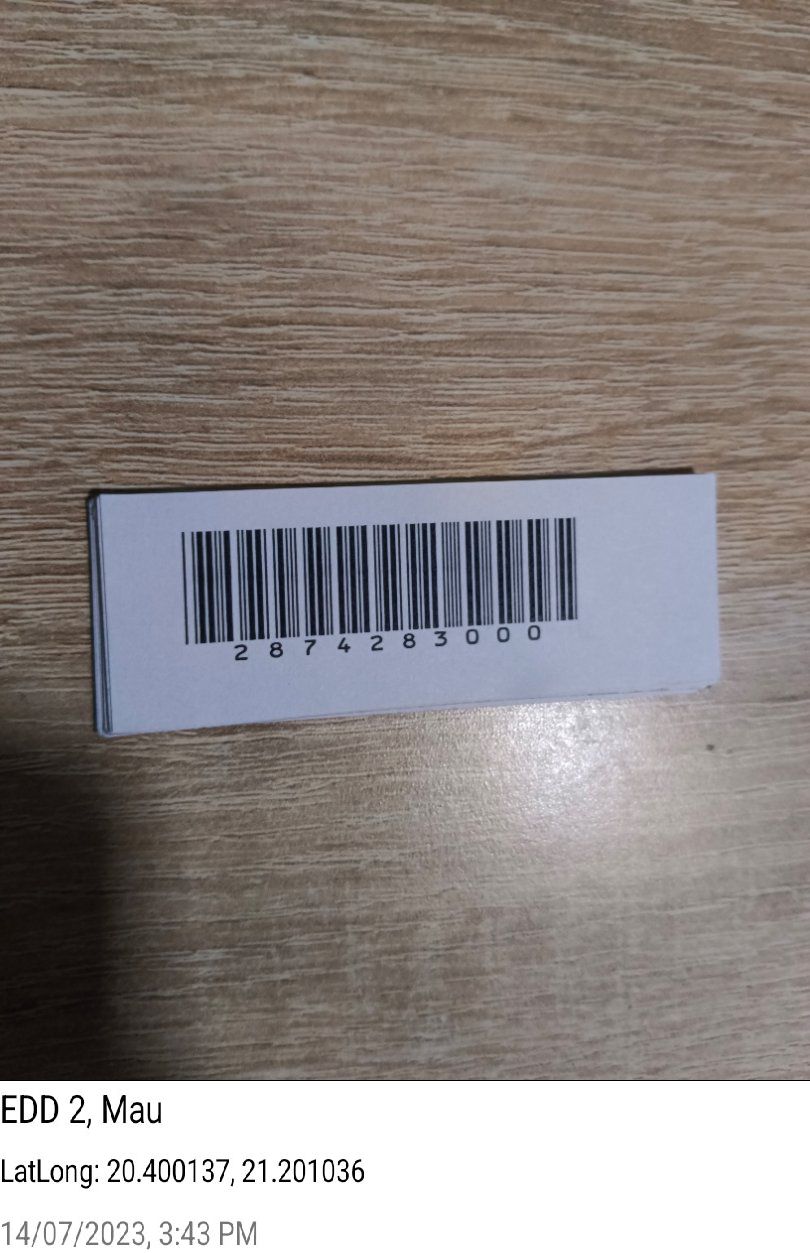 2874283000
EDD 2, Mau
LatLong: 20.400137, 21.201036
14/07/2023, 3:43 PM